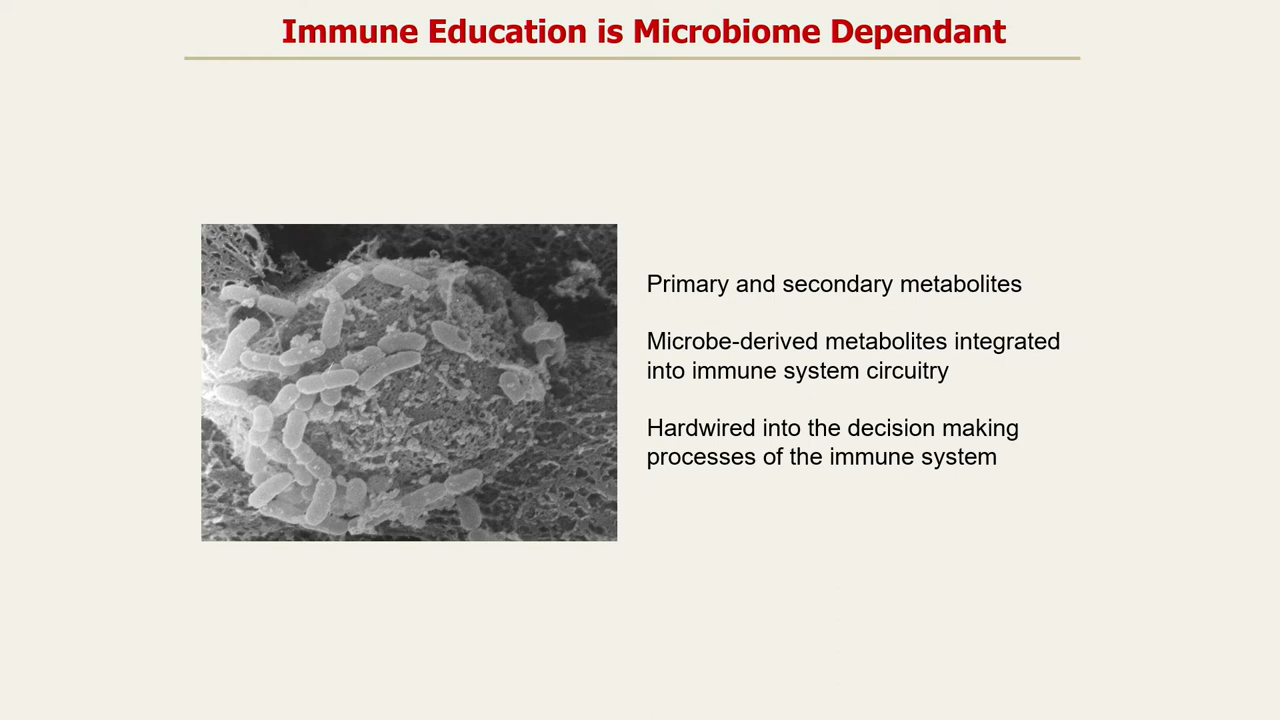 Immune Education is Microbiome Dependant
Primary and secondary metabolites
Microbe-derived metabolites integrated
into immune system circuitry
Hardwired into the decision making
processes of the immune system